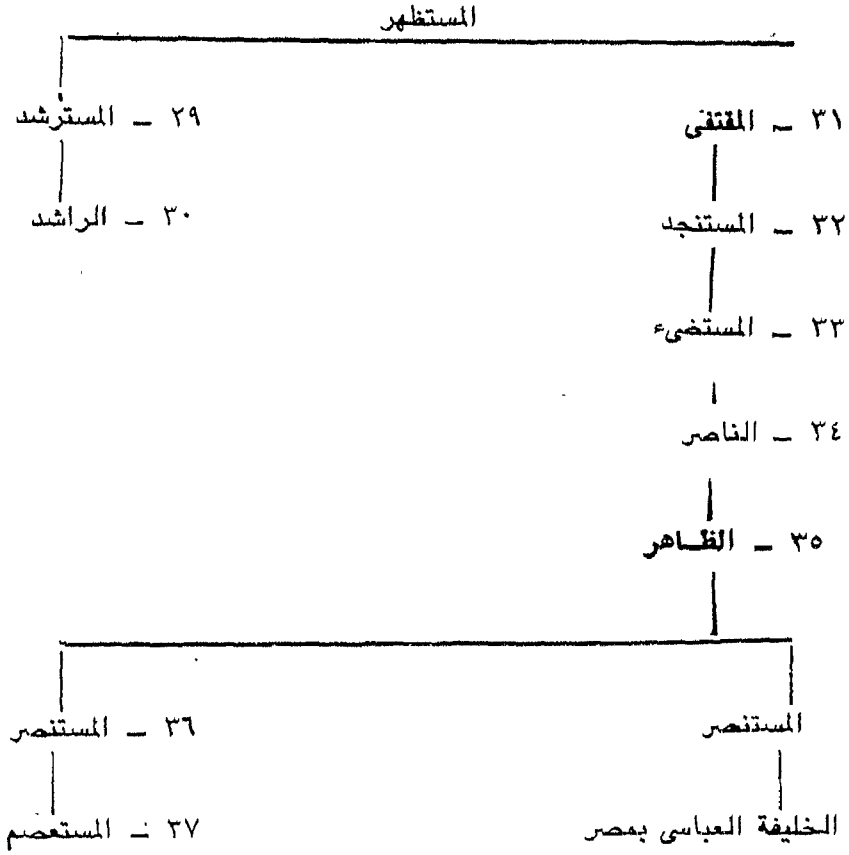 المستظهر
٣١ – المقتفى
٢٩ – المسترشد
٣٢ – المستنجد
٣٠ – الراشد
٣٣ – المستضىء
٣٤ – الناصر
٣٥ – الظاهر
المستنصر
٣٦ – المستنصر
الخليفة العباسى بمصر
٣٧ – المستعصم